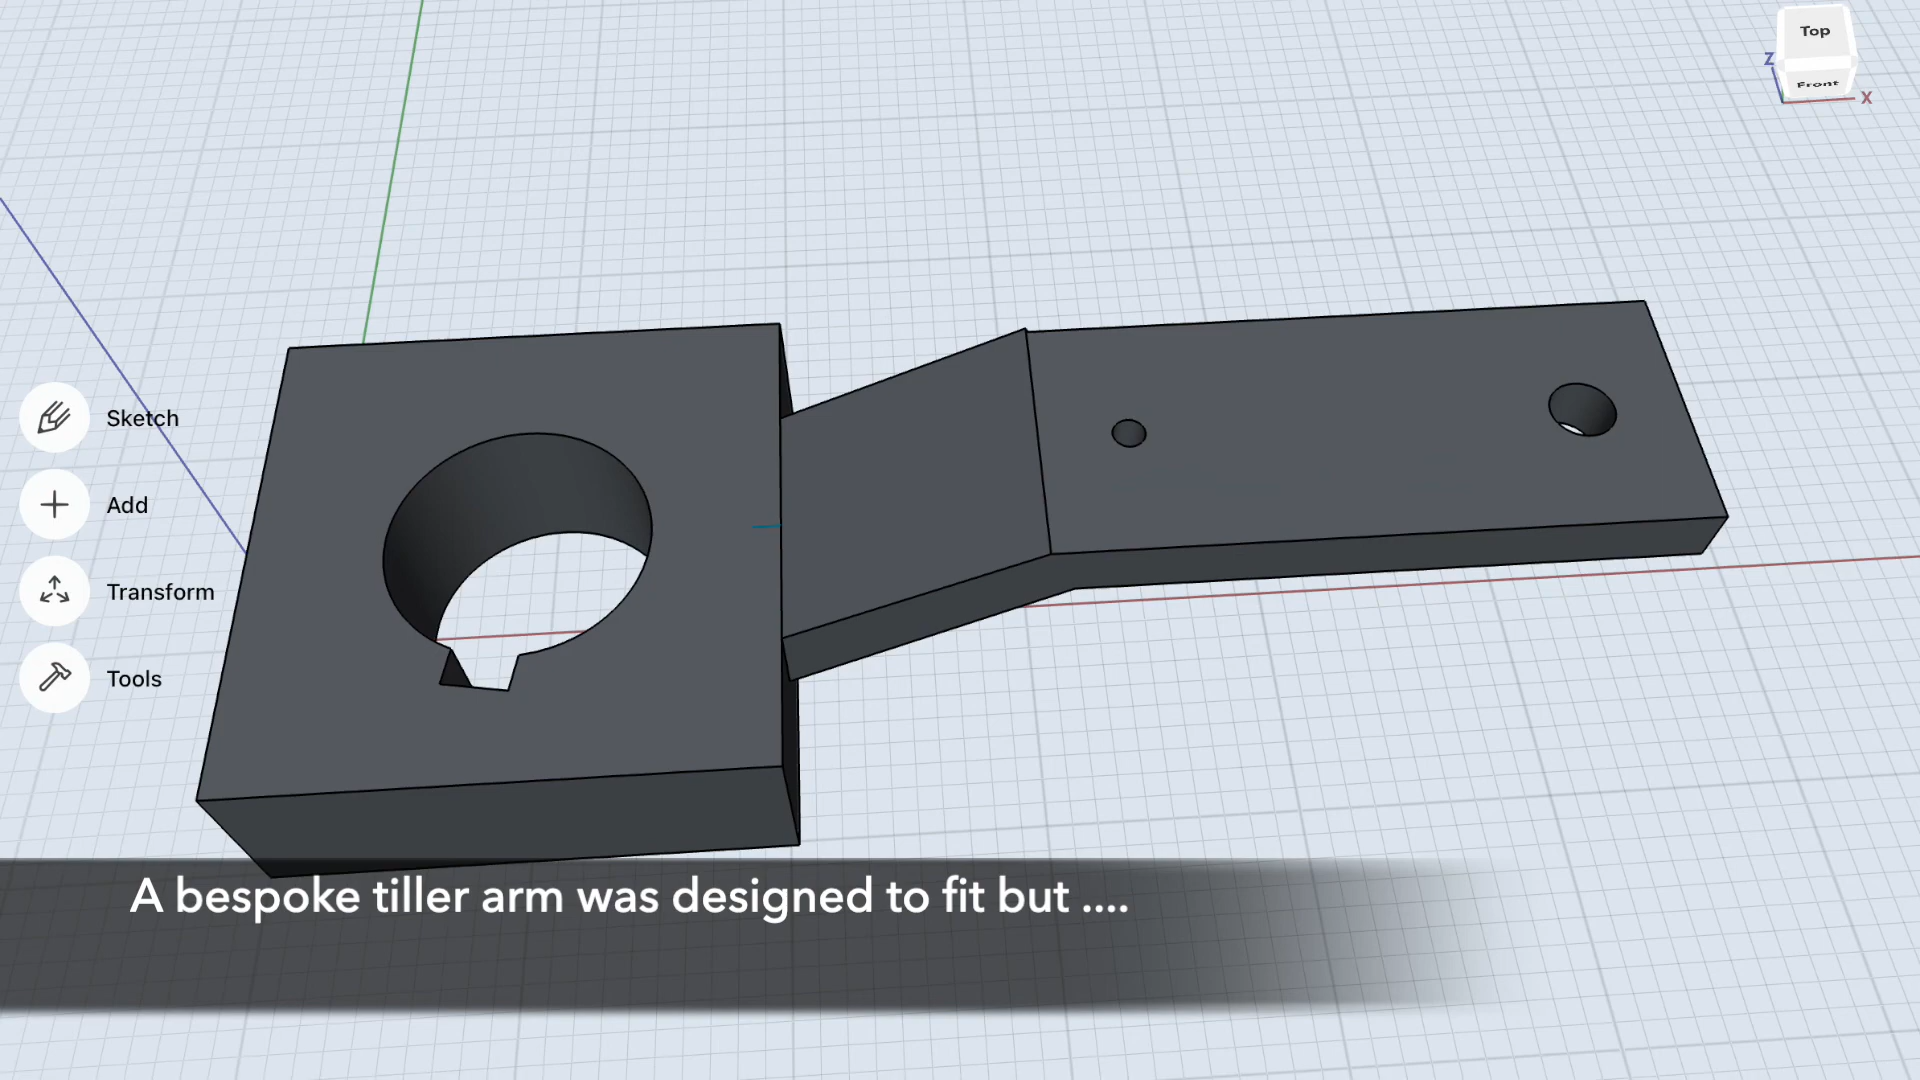 Top
Z
Front
X
Sketch
Add
Transform
Tools
A bespoke tiller arm was designed to fit but ....